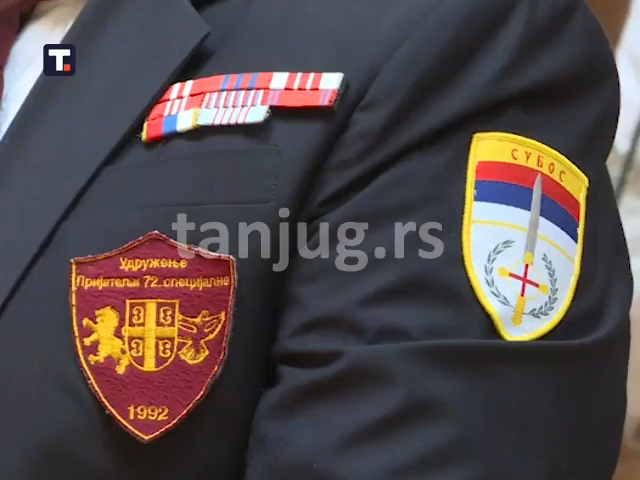 T.
СУБОС
tanjug.rs
Удружење
Пријатељи 72. специјалне
1992